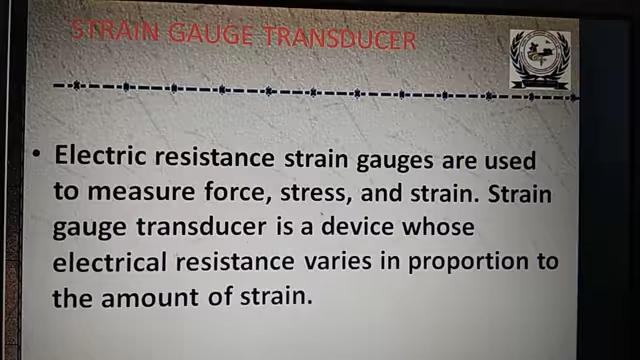 STRAIN GAUGE TRANSDUCER
• Electric resistance strain gauges are used
to measure force, stress, and strain. Strain
gauge transducer is a device whose
electrical resistance varies in proportion to
the amount of strain.